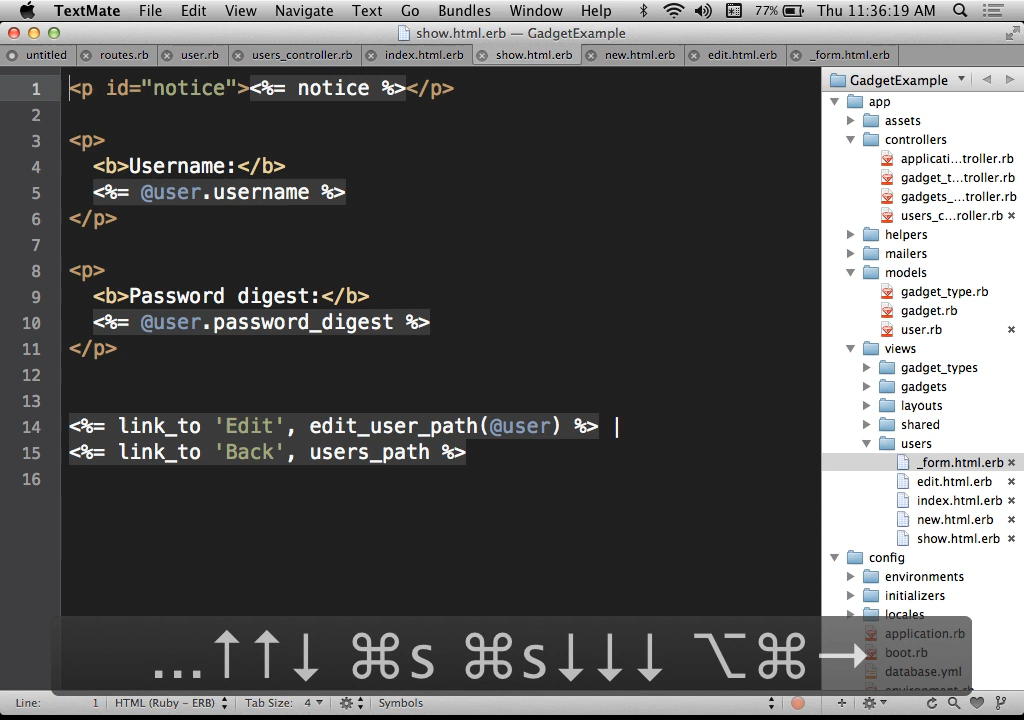 TextMate File Edit View Navigate Text Go Bundles Window Help 77% Thu 11:36:19 AM
show.html.erb — GadgetExample
untitled routes.rb user.rb users_controller.rb index.html.erb show.html.erb new.html.erb edit.html.erb _form.html.erb
1 <p id="notice"><%= notice %></p>
2
3 <p>
4 <b>Username:</b>
5 <%= @user.username %>
6 </p>
7
8 <p>
9 <b>Password digest:</b>
10 <%= @user.password_digest %>
11 </p>
12
13
14 <%= link_to 'Edit', edit_user_path(@user) %> |
15 <%= link_to 'Back', users_path %>
16
GadgetExample
app
assets
controllers
applicati...troller.rb
gadget_t...troller.rb
gadgets_...troller.rb
users_c...roller.rb
helpers
mailers
models
gadget_type.rb
gadget.rb
user.rb
views
gadget_types
gadgets
layouts
shared
users
_form.html.erb
edit.html.erb
index.html.erb
new.html.erb
show.html.erb
config
environments
initializers
locales
application.rb
boot.rb
database.yml
environment.rb
...↑↑↓ ⌘s ⌘s↓↓↓ ⌥⌘→
Line: 1 HTML (Ruby – ERB) Tab Size: 4 Symbols